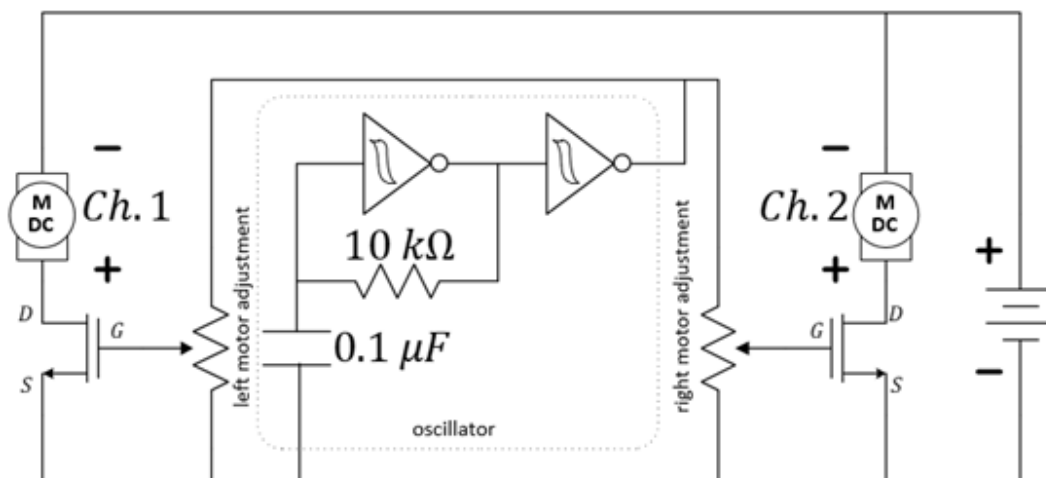 −
−
M
DC
Ch. 1
Ch. 2
M
DC
10 kΩ
+
+
+
left motor adjustment
right motor adjustment
D
G
S
0.1 μF
G
D
S
−
oscillator